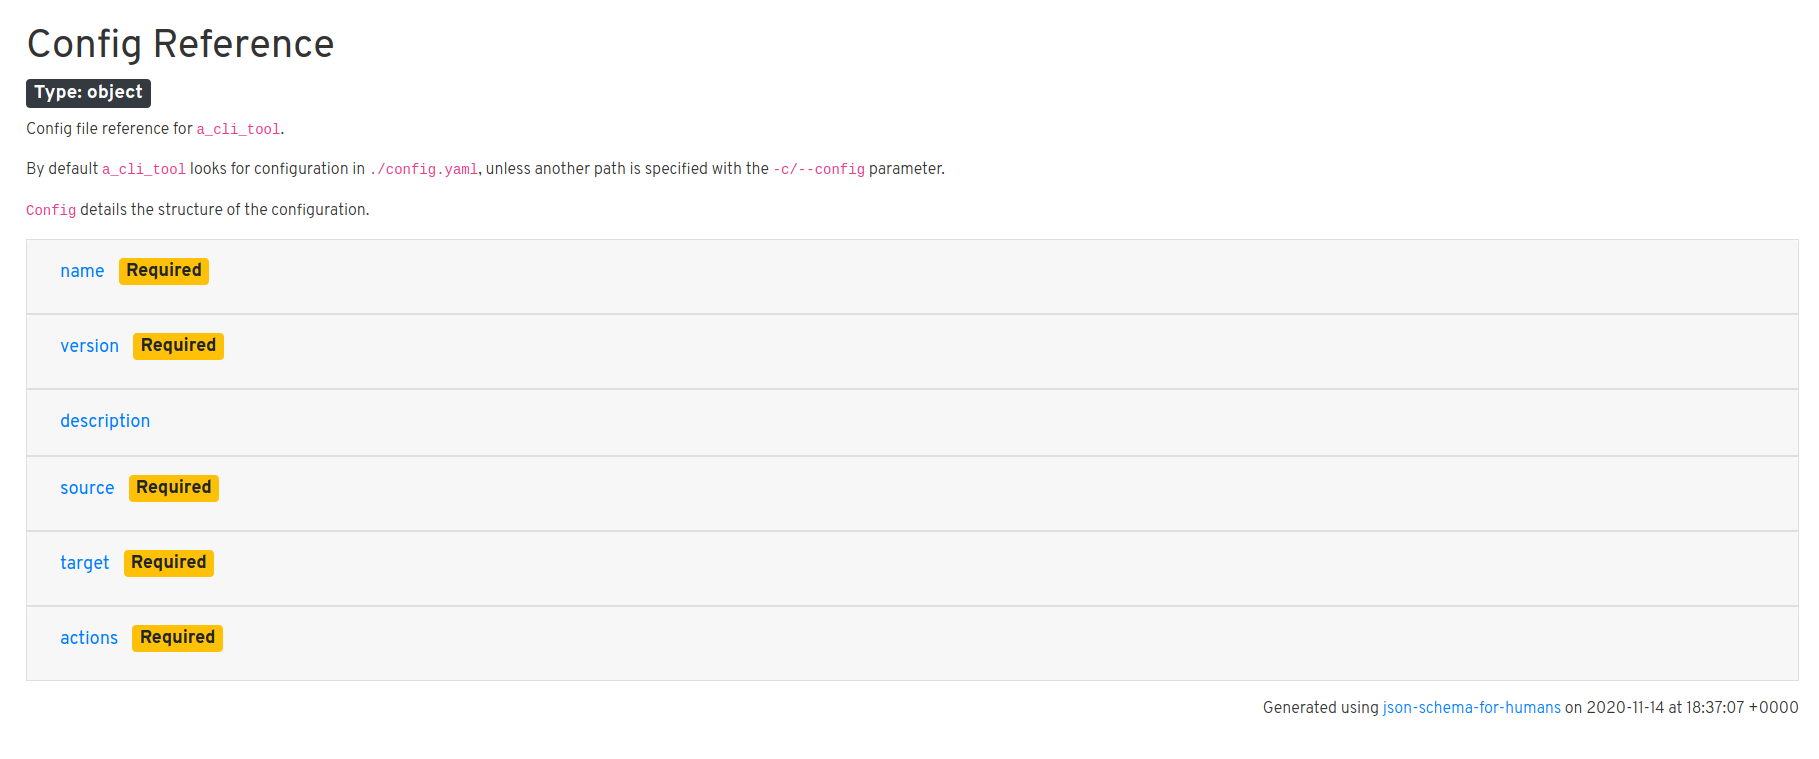 Config Reference
Type: object
Config file reference for a_cli_tool.
By default a_cli_tool looks for configuration in ./config.yaml, unless another path is specified with the -c/--config parameter.
Config details the structure of the configuration.
name Required
version Required
description
source Required
target Required
actions Required
Generated using json-schema-for-humans on 2020-11-14 at 18:37:07 +0000